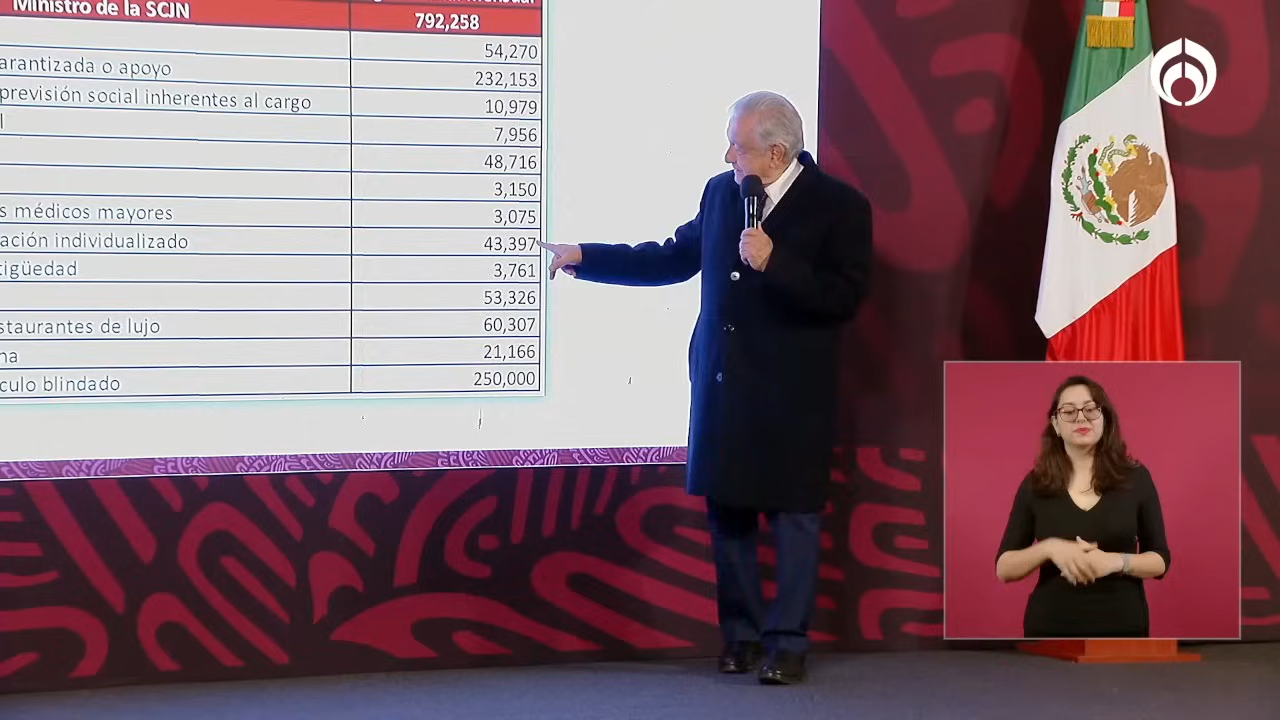 Ministro de la SCJN
792,258
54,270
arantizada o apoyo
232,153
previsión social inherentes al cargo
10,979
l
7,956
48,716
3,150
s médicos mayores
3,075
ación individualizado
43,397
tigüedad
3,761
53,326
staurantes de lujo
60,307
na
21,166
culo blindado
250,000